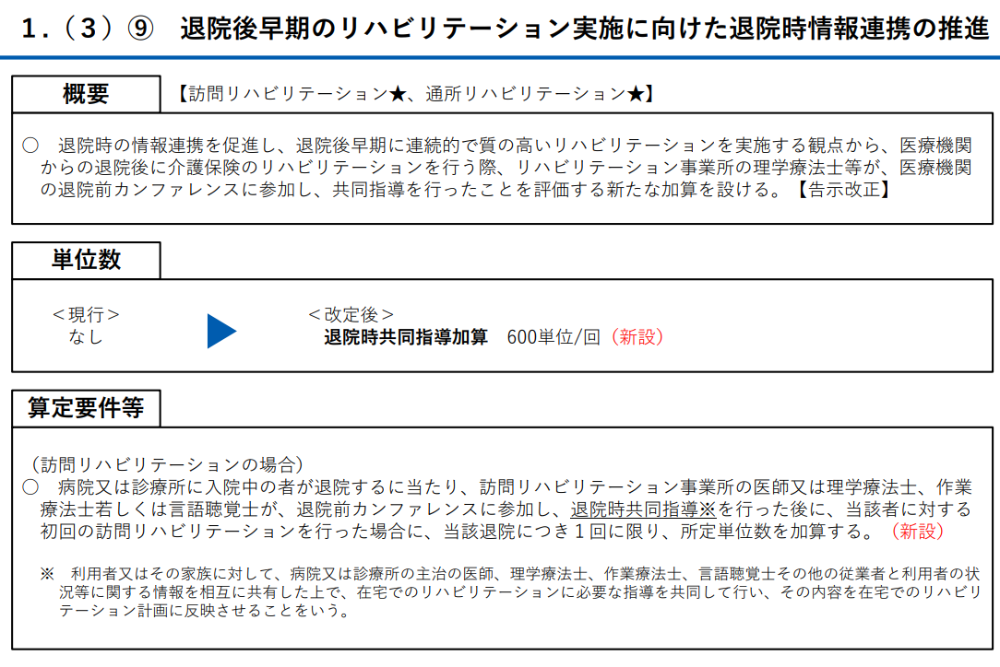 1．（３）⑨　退院後早期のリハビリテーション実施に向けた退院時情報連携の推進
概要
【訪問リハビリテーション★、通所リハビリテーション★】
○　退院時の情報連携を促進し、退院後早期に連続的で質の高いリハビリテーションを実施する観点から、医療機関
からの退院後に介護保険のリハビリテーションを行う際、リハビリテーション事業所の理学療法士等が、医療機関
の退院前カンファレンスに参加し、共同指導を行ったことを評価する新たな加算を設ける。【告示改正】
単位数
＜現行＞
なし
＜改定後＞
退院時共同指導加算　600単位/回（新設）
算定要件等
（訪問リハビリテーションの場合）
○　病院又は診療所に入院中の者が退院するに当たり、訪問リハビリテーション事業所の医師又は理学療法士、作業
療法士若しくは言語聴覚士が、退院前カンファレンスに参加し、退院時共同指導※を行った後に、当該者に対する
初回の訪問リハビリテーションを行った場合に、当該退院につき１回に限り、所定単位数を加算する。（新設）
※　利用者又はその家族に対して、病院又は診療所の主治の医師、理学療法士、作業療法士、言語聴覚士その他の従業者と利用者の状
況等に関する情報を相互に共有した上で、在宅でのリハビリテーションに必要な指導を共同して行い、その内容を在宅でのリハビリ
テーション計画に反映させることをいう。